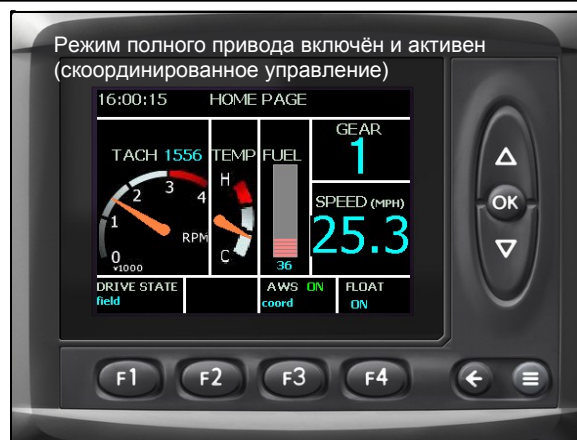 Режим полного привода включён и активен
(скоординированное управление)
16:00:15 HOME PAGE
TACH 1556 TEMP FUEL GEAR
1
H
SPEED (MPH)
25.3
0 1 2 3 4
RPM
x1000
C
36
DRIVE STATE AWS ON FLOAT
field coord ON
OK
F1 F2 F3 F4